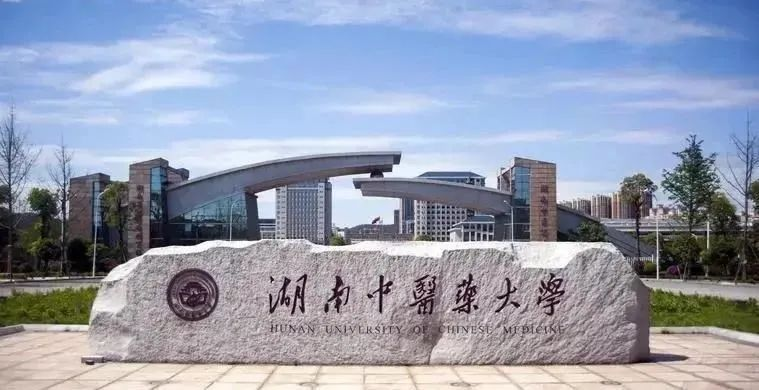 湖南中醫藥大學
HUNAN UNIVERSITY OF CHINESE MEDICINE